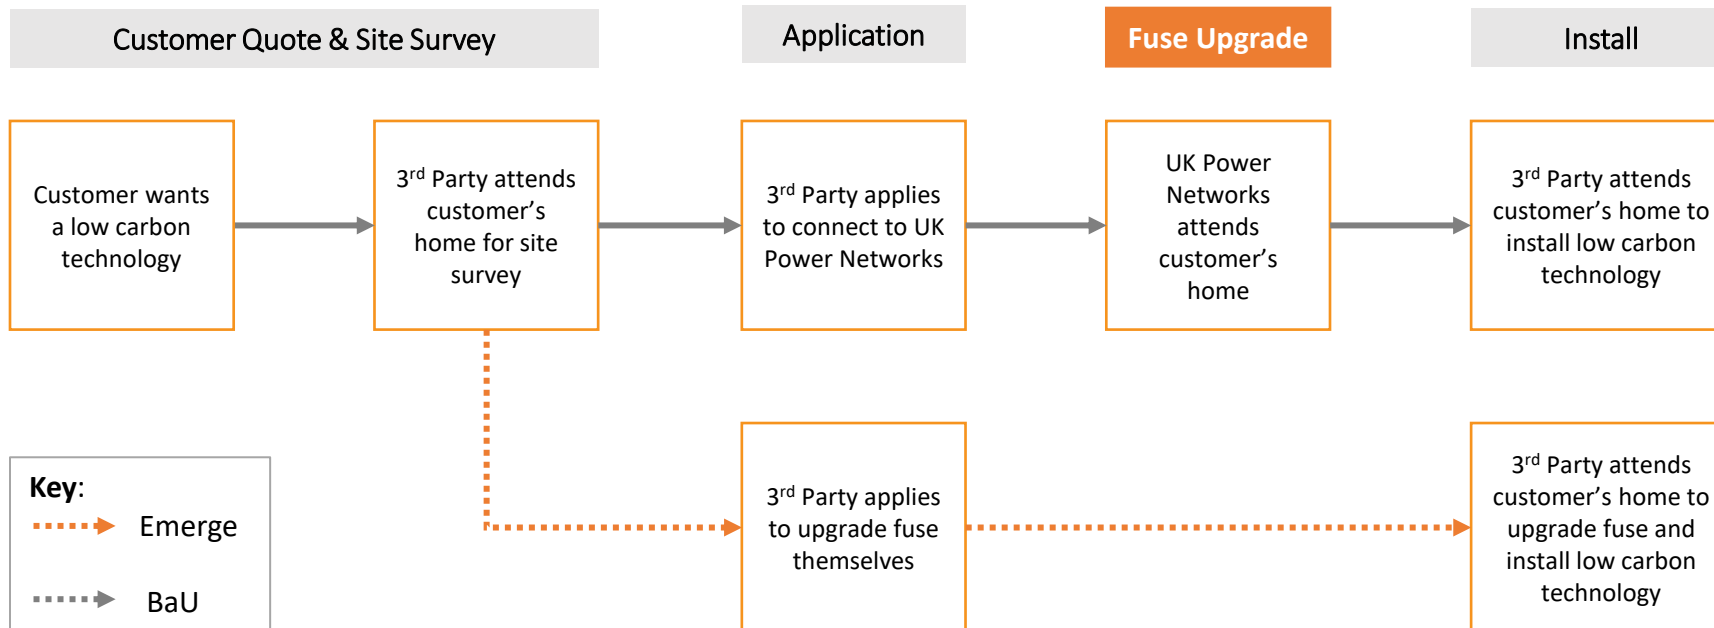 Customer Quote & Site Survey
Application
Fuse Upgrade
Install
Customer wants
a low carbon
technology
3rd Party attends
customer’s
home for site
survey
3rd Party applies
to connect to UK
Power Networks
UK Power
Networks
attends
customer’s
home
3rd Party attends
customer’s home to
install low carbon
technology
3rd Party applies
to upgrade fuse
themselves
3rd Party attends
customer’s home to
upgrade fuse and
install low carbon
technology
Key:
Emerge
BaU